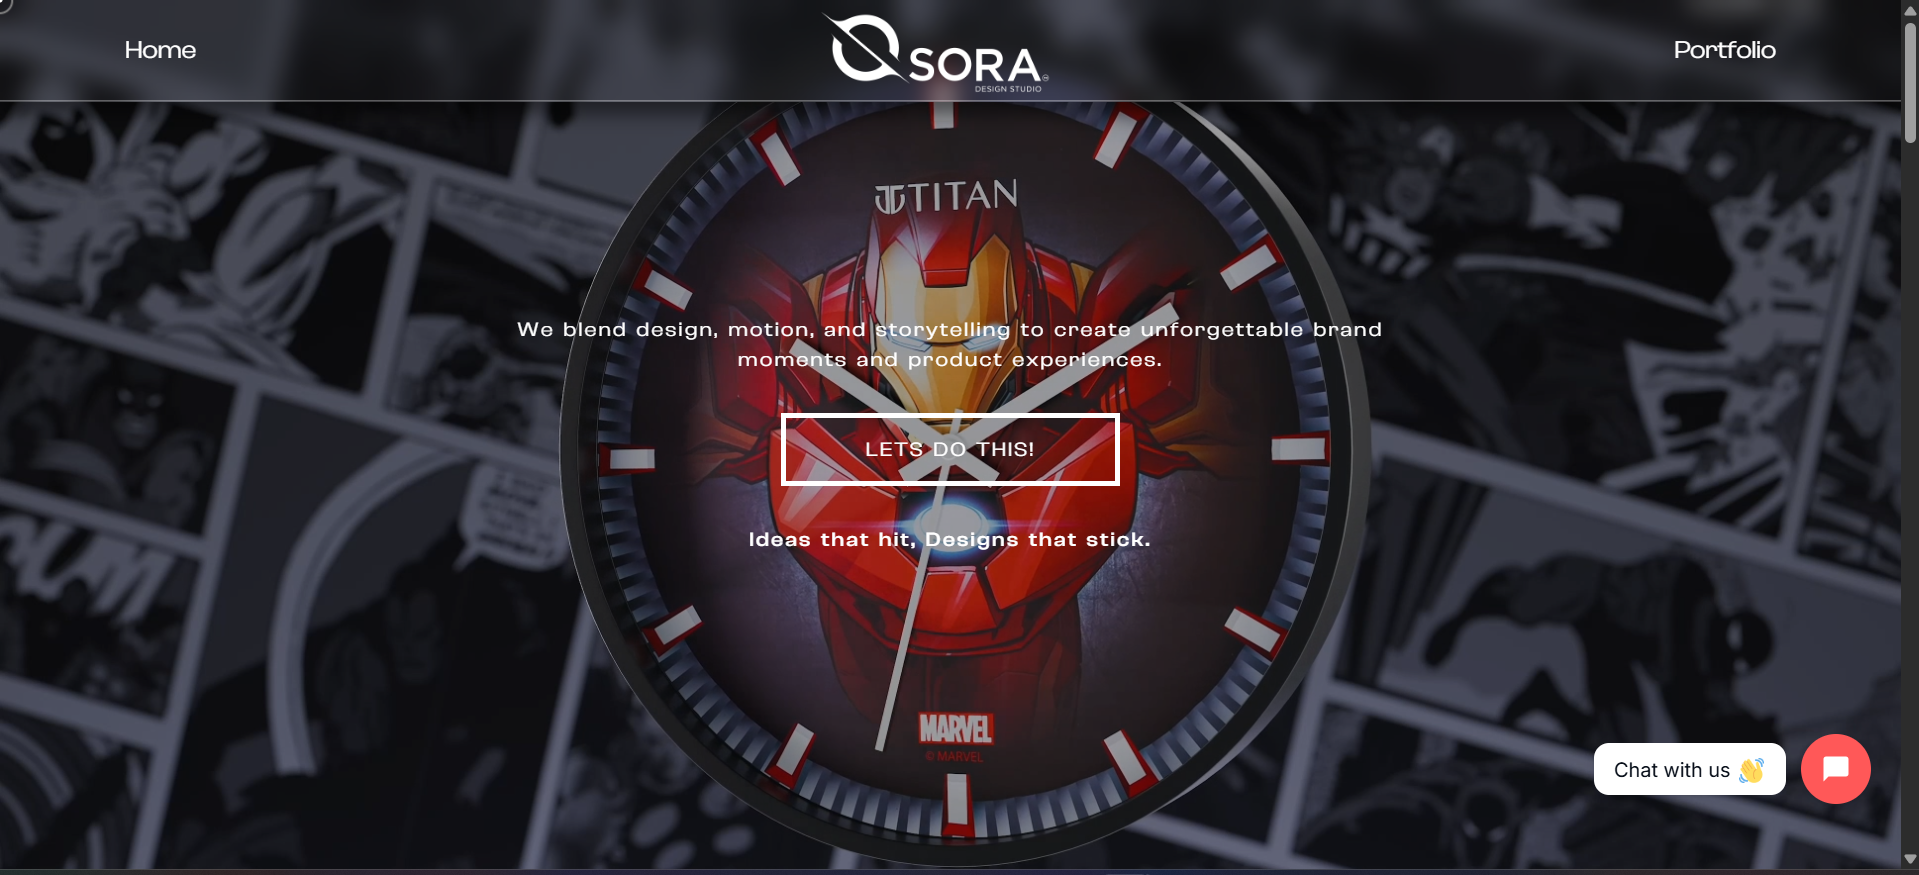 Home
SORA
DESIGN STUDIO
Portfolio
TITAN
We blend design, motion, and storytelling to create unforgettable brand
moments and product experiences.
LETS DO THIS!
Ideas that hit, Designs that stick.
MARVEL
© MARVEL
Chat with us 👋